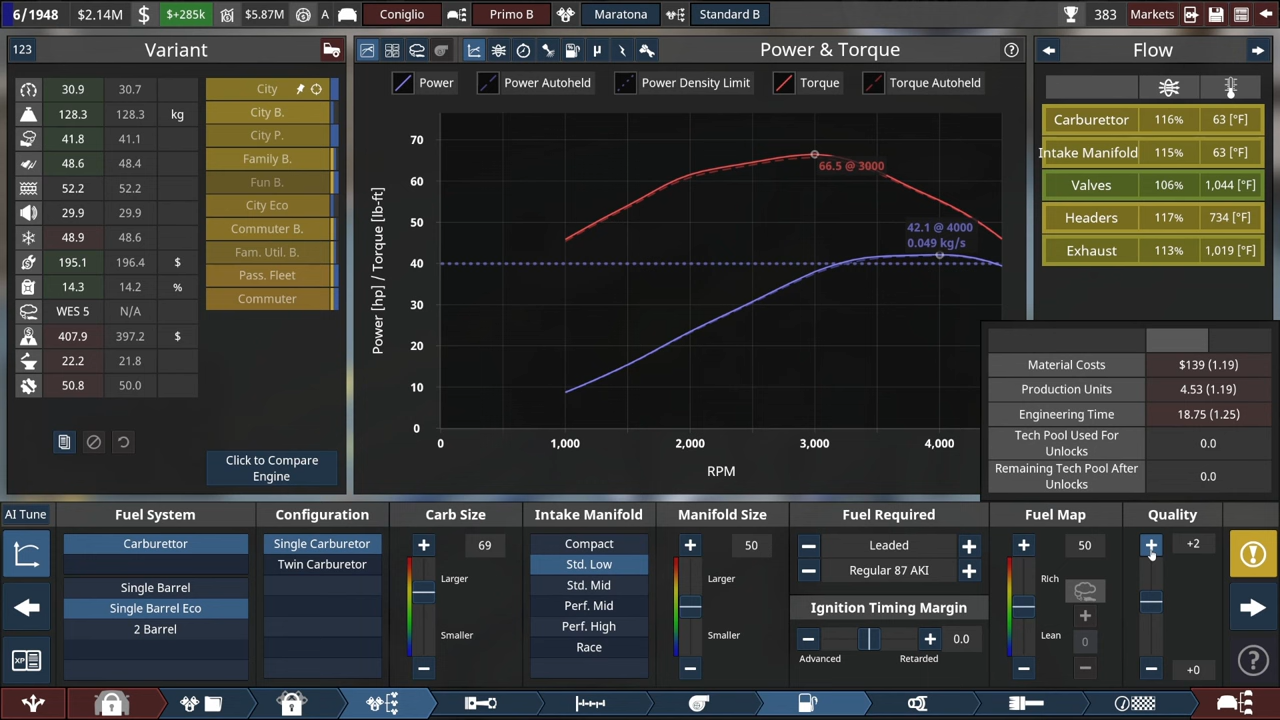 6/1948
$2.14M
$+285k
$5.87M
A
Coniglio
Primo B
Maratona
Standard B
383
Markets
123
Variant
30.9 30.7
128.3 128.3 kg
41.8 41.1
48.6 48.4
52.2 52.2
29.9 29.9
48.9 48.6
195.1 196.4 $
14.3 14.2 %
WES 5 N/A
407.9 397.2 $
22.2 21.8
50.8 50.0
City
City B.
City P.
Family B.
Fun B.
City Eco
Commuter B.
Fam. Util. B.
Pass. Fleet
Commuter
Click to Compare
Engine
Power & Torque
Power
Power Autoheld
Power Density Limit
Torque
Torque Autoheld
Power [hp] / Torque [lb-ft]
70
60
50
40
30
20
10
0
66.5 @ 3000
42.1 @ 4000
0.049 kg/s
0 1,000 2,000 3,000 4,000
RPM
Flow
Carburettor 116% 63 [°F]
Intake Manifold 115% 63 [°F]
Valves 106% 1,044 [°F]
Headers 117% 734 [°F]
Exhaust 113% 1,019 [°F]
Material Costs $139 (1.19)
Production Units 4.53 (1.19)
Engineering Time 18.75 (1.25)
Tech Pool Used For
Unlocks
0.0
Remaining Tech Pool After
Unlocks
0.0
AI Tune
Fuel System
Carburettor
Single Barrel
Single Barrel Eco
2 Barrel
Configuration
Single Carburetor
Twin Carburetor
Carb Size
69
Larger
Smaller
Intake Manifold
Compact
Std. Low
Std. Mid
Perf. Mid
Perf. High
Race
Manifold Size
50
Larger
Smaller
Fuel Required
Leaded
Regular 87 AKI
Ignition Timing Margin
0.0
Advanced
Retarded
Fuel Map
50
Rich
Lean
0
Quality
+2
+0
XP